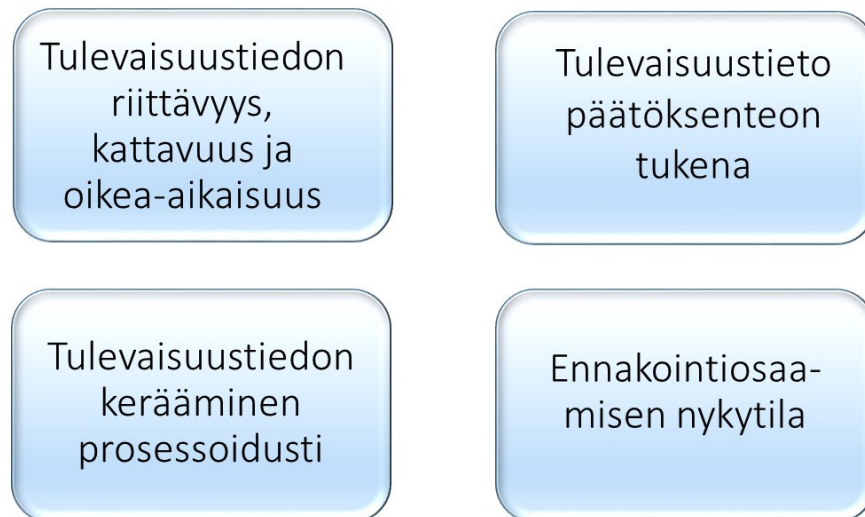 Tulevaisuustiedon
riittävyys,
kattavuus ja
oikea-aikaisuus
Tulevaisuustieto
päätöksenteon
tukena
Tulevaisuustiedon
kerääminen
prosessoidusti
Ennakointiosaa-
misen nykytila